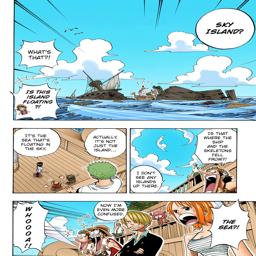 SKY
ISLAND?
WHAT'S
THAT?!
IS THIS
ISLAND
FLOATING
?!
IS THAT
WHERE THE
SHIP
AND THE
SKELETONS
FELL
FROM?!
I DON'T
SEE ANY
ISLANDS
UP THERE.
ACTUALLY,
IT'S NOT
JUST THE
ISLAND...
IT'S THE
SEA THAT'S
FLOATING IN
THE SKY.
THE
SEA?!
NOW I'M
EVEN MORE
CONFUSED.
WHOOOA!!